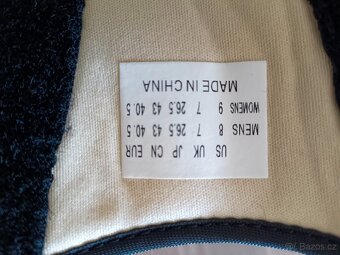 US UK JP CN EUR
MENS 8 7 26.5 43 40.5
WOMENS 9 7 26.5 43 40.5
MADE IN CHINA
Bazoš.cz